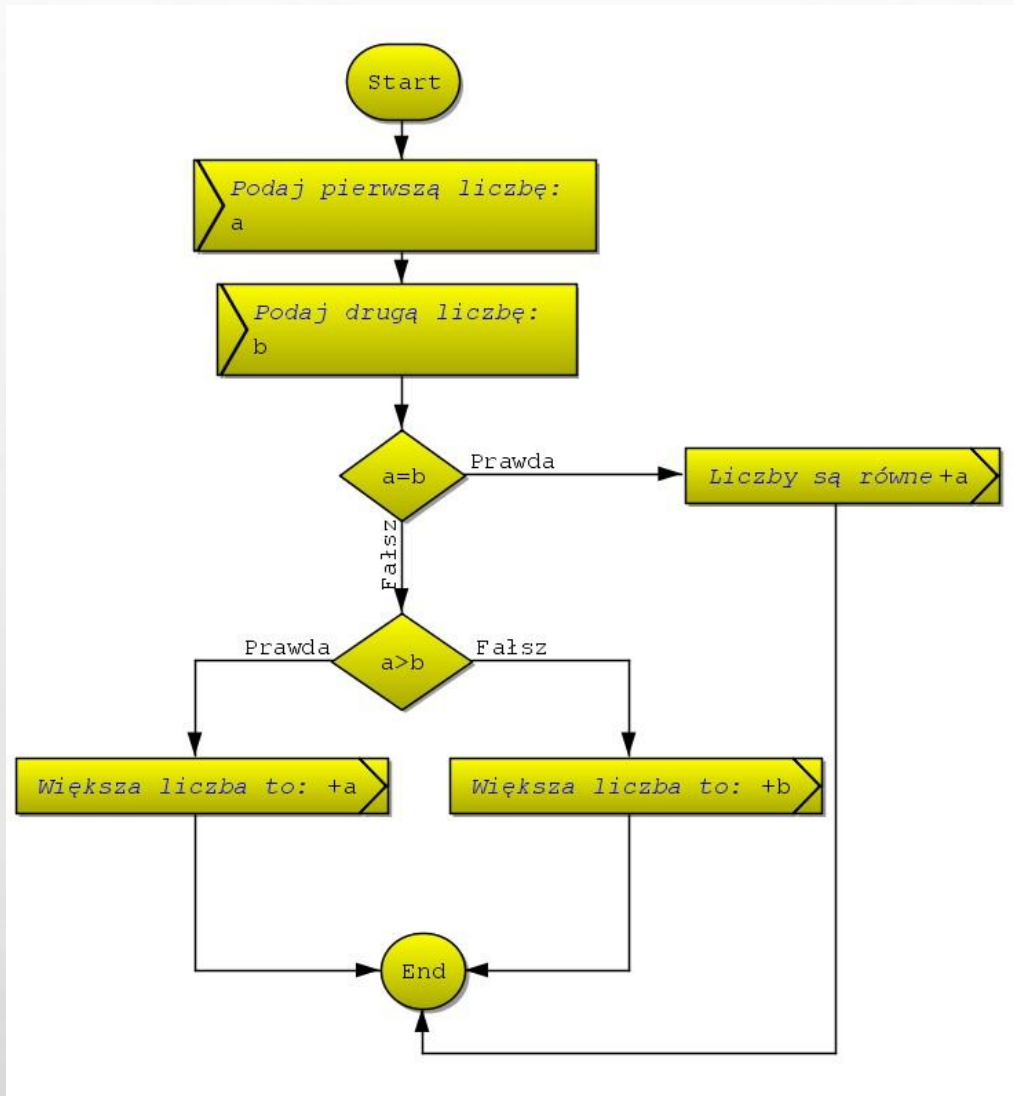 Start
Podaj pierwszą liczbę:
a
Podaj drugą liczbę:
b
a=b
Prawda
Liczby są równe +a
Fałsz
a>b
Prawda
Fałsz
Większa liczba to: +a
Większa liczba to: +b
End